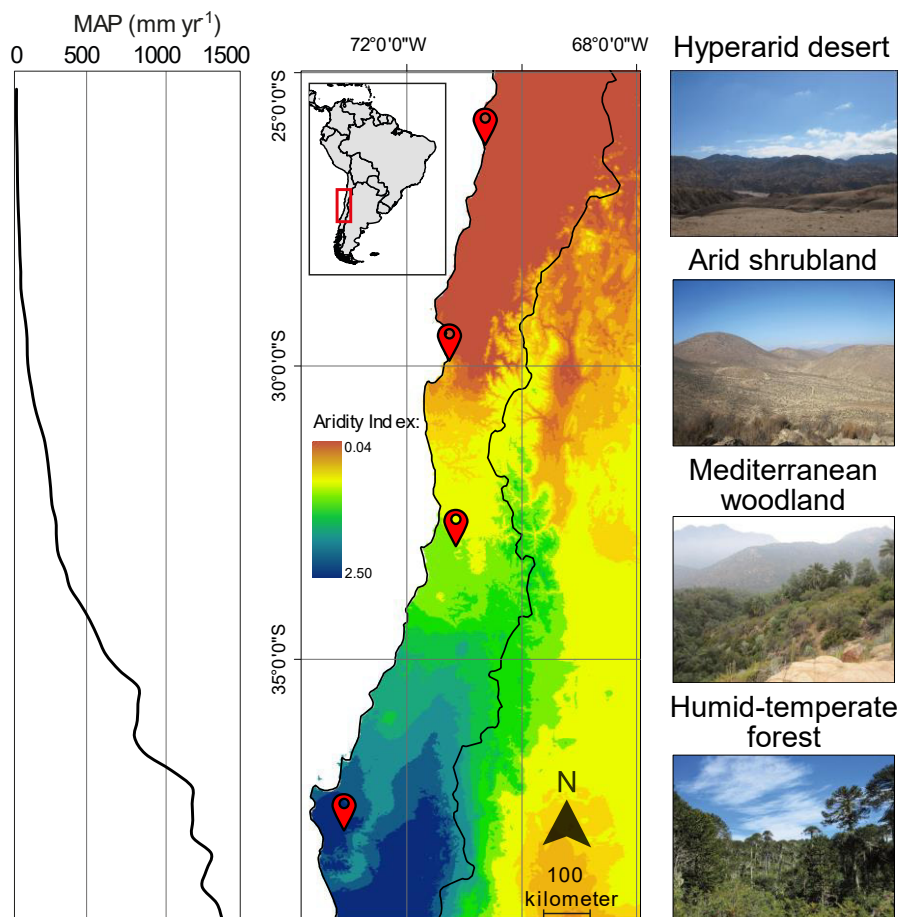 MAP (mm yr⁻¹)
0 500 1000 1500
72°0'0"W 68°0'0"W
25°0'0"S
30°0'0"S
35°0'0"S
Aridity Index:
0.04
2.50
N
100
kilometer
Hyperarid desert
Arid shrubland
Mediterranean
woodland
Humid-temperate
forest